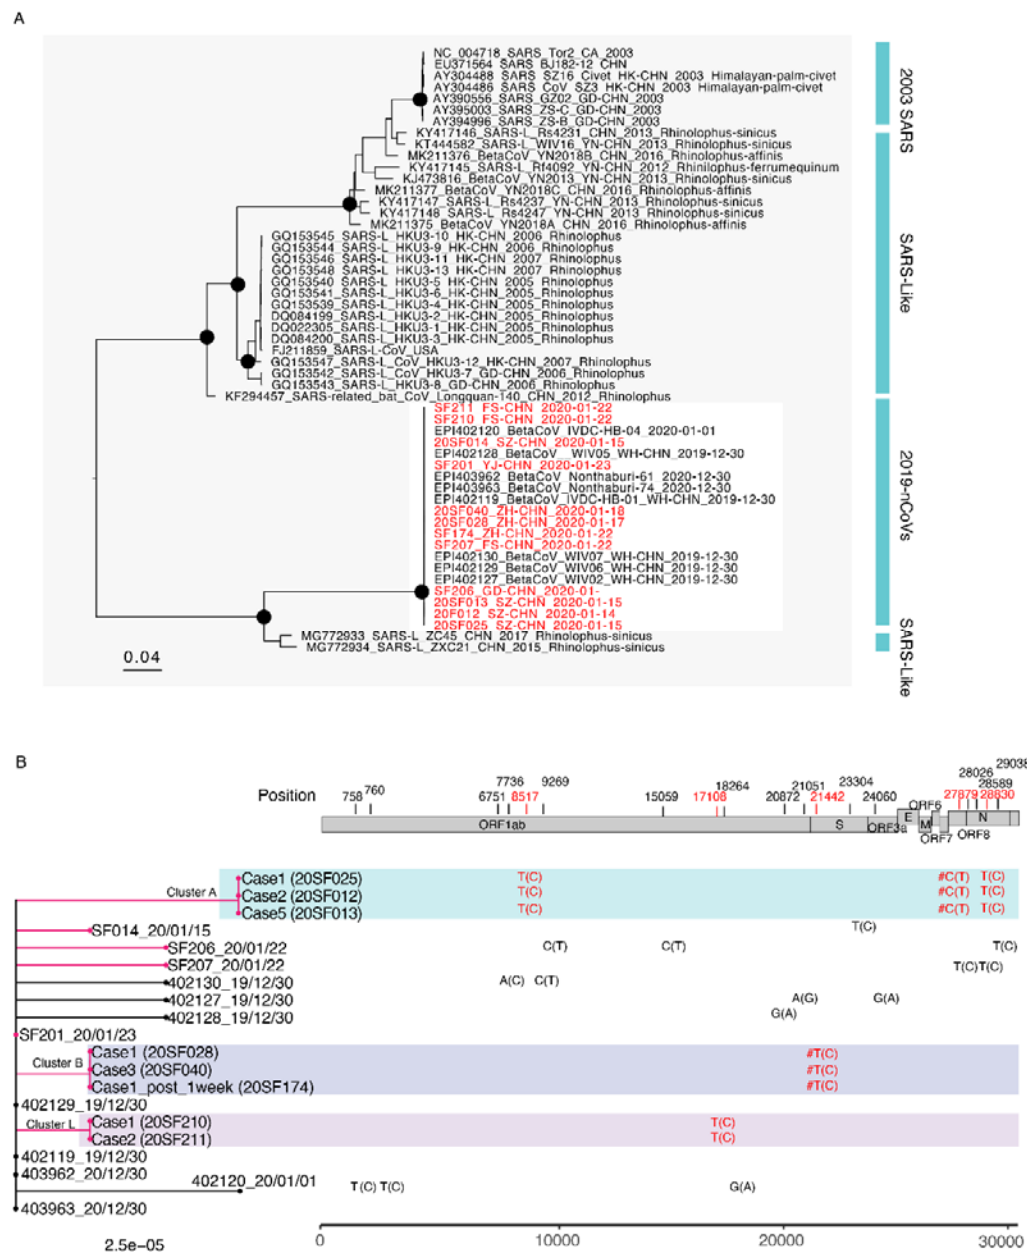 A
NC_004718_SARS_Tor2_CA_2003
EU371564_SARS_BJ182-12_CHN
AY304488_SARS_SZ16_Civet_HK-CHN_2003_Himalayan-palm-civet
AY304486_SARS_CoV_SZ3_HK-CHN_2003_Himalayan-palm-civet
AY390556_SARS_GZ02_GD-CHN_2003
AY395003_SARS_ZS-C_GD-CHN_2003
AY394996_SARS_ZS-B_GD-CHN_2003
KY417146_SARS-L_Rs4231_CHN_2013_Rhinolophus-sinicus
KT444582_SARS-L_WIV16_YN-CHN_2013_Rhinolophus-sinicus
MK211376_BetaCoV_YN2018B_CHN_2016_Rhinolophus-affinis
KY417145_SARS-L_Rf4092_YN-CHN_2012_Rhinilophus-ferrumequinum
KJ473816_BetaCoV_YN2013_YN-CHN_2013_Rhinolophus-sinicus
MK211377_BetaCoV_YN2018C_CHN_2016_Rhinolophus-affinis
KY417147_SARS-L_Rs4237_YN-CHN_2013_Rhinolophus-sinicus
KY417148_SARS-L_Rs4247_YN-CHN_2013_Rhinolophus-sinicus
MK211375_BetaCoV_YN2018A_CHN_2016_Rhinolophus-affinis
GQ153545_SARS-L_HKU3-10_HK-CHN_2006_Rhinolophus
GQ153544_SARS-L_HKU3-9_HK-CHN_2006_Rhinolophus
GQ153546_SARS-L_HKU3-11_HK-CHN_2007_Rhinolophus
GQ153548_SARS-L_HKU3-13_HK-CHN_2007_Rhinolophus
GQ153540_SARS-L_HKU3-5_HK-CHN_2005_Rhinolophus
GQ153541_SARS-L_HKU3-6_HK-CHN_2005_Rhinolophus
GQ153539_SARS-L_HKU3-4_HK-CHN_2005_Rhinolophus
DQ084199_SARS-L_HKU3-2_HK-CHN_2005_Rhinolophus
DQ022305_SARS-L_HKU3-1_HK-CHN_2005_Rhinolophus
DQ084200_SARS-L_HKU3-3_HK-CHN_2005_Rhinolophus
FJ211859_SARS-L-CoV_USA
GQ153547_SARS-L_CoV_HKU3-12_HK-CHN_2007_Rhinolophus
GQ153542_SARS-L_CoV_HKU3-7_GD-CHN_2006_Rhinolophus
GQ153543_SARS-L_HKU3-8_GD-CHN_2006_Rhinolophus
KF294457_SARS-related_bat_CoV_Longquan-140_CHN_2012_Rhinolophus
SF211_FS-CHN_2020-01-22
SF210_FS-CHN_2020-01-22
EPI402120_BetaCoV_IVDC-HB-04_2020-01-01
20SF014_SZ-CHN_2020-01-15
EPI402128_BetaCoV__WIV05_WH-CHN_2019-12-30
SF201_YJ-CHN_2020-01-23
EPI403962_BetaCoV_Nonthaburi-61_2020-12-30
EPI403963_BetaCoV_Nonthaburi-74_2020-12-30
EPI402119_BetaCoV_IVDC-HB-01_WH-CHN_2019-12-30
20SF040_ZH-CHN_2020-01-18
20SF028_ZH-CHN_2020-01-17
SF174_ZH-CHN_2020-01-22
SF207_FS-CHN_2020-01-22
EPI402130_BetaCoV_WIV07_WH-CHN_2019-12-30
EPI402129_BetaCoV_WIV06_WH-CHN_2019-12-30
EPI402127_BetaCoV_WIV02_WH-CHN_2019-12-30
SF206_GD-CHN_2020-01-
20SF013_SZ-CHN_2020-01-15
20F012_SZ-CHN_2020-01-14
20SF025_SZ-CHN_2020-01-15
MG772933_SARS-L_ZC45_CHN_2017_Rhinolophus-sinicus
MG772934_SARS-L_ZXC21_CHN_2015_Rhinolophus-sinicus
0.04
2003 SARS
SARS-Like
2019-nCoVs
SARS-Like
B
Position
758 760 6751 7736 8517 9269 15059 17108 18264 20872 21051 21442 23304 24060 27879 28026 28589 28830 29038
ORF1ab S ORF3a E M ORF6 ORF7 ORF8 N
Cluster A
Case1 (20SF025) T(C) #C(T) T(C)
Case2 (20SF012) T(C) #C(T) T(C)
Case5 (20SF013) T(C) #C(T) T(C)
SF014_20/01/15 T(C)
SF206_20/01/22 C(T) C(T) T(C)
SF207_20/01/22 T(C) T(C)
402130_19/12/30 A(C) C(T)
402127_19/12/30 A(G) G(A)
402128_19/12/30 G(A)
SF201_20/01/23
Cluster B
Case1 (20SF028) #T(C)
Case3 (20SF040) #T(C)
Case1_post_1week (20SF174) #T(C)
402129_19/12/30
Cluster L
Case1 (20SF210) T(C)
Case2 (20SF211) T(C)
402119_19/12/30
403962_20/12/30
402120_20/01/01 T(C) T(C) G(A)
403963_20/12/30
2.5e-05
0 10000 20000 30000